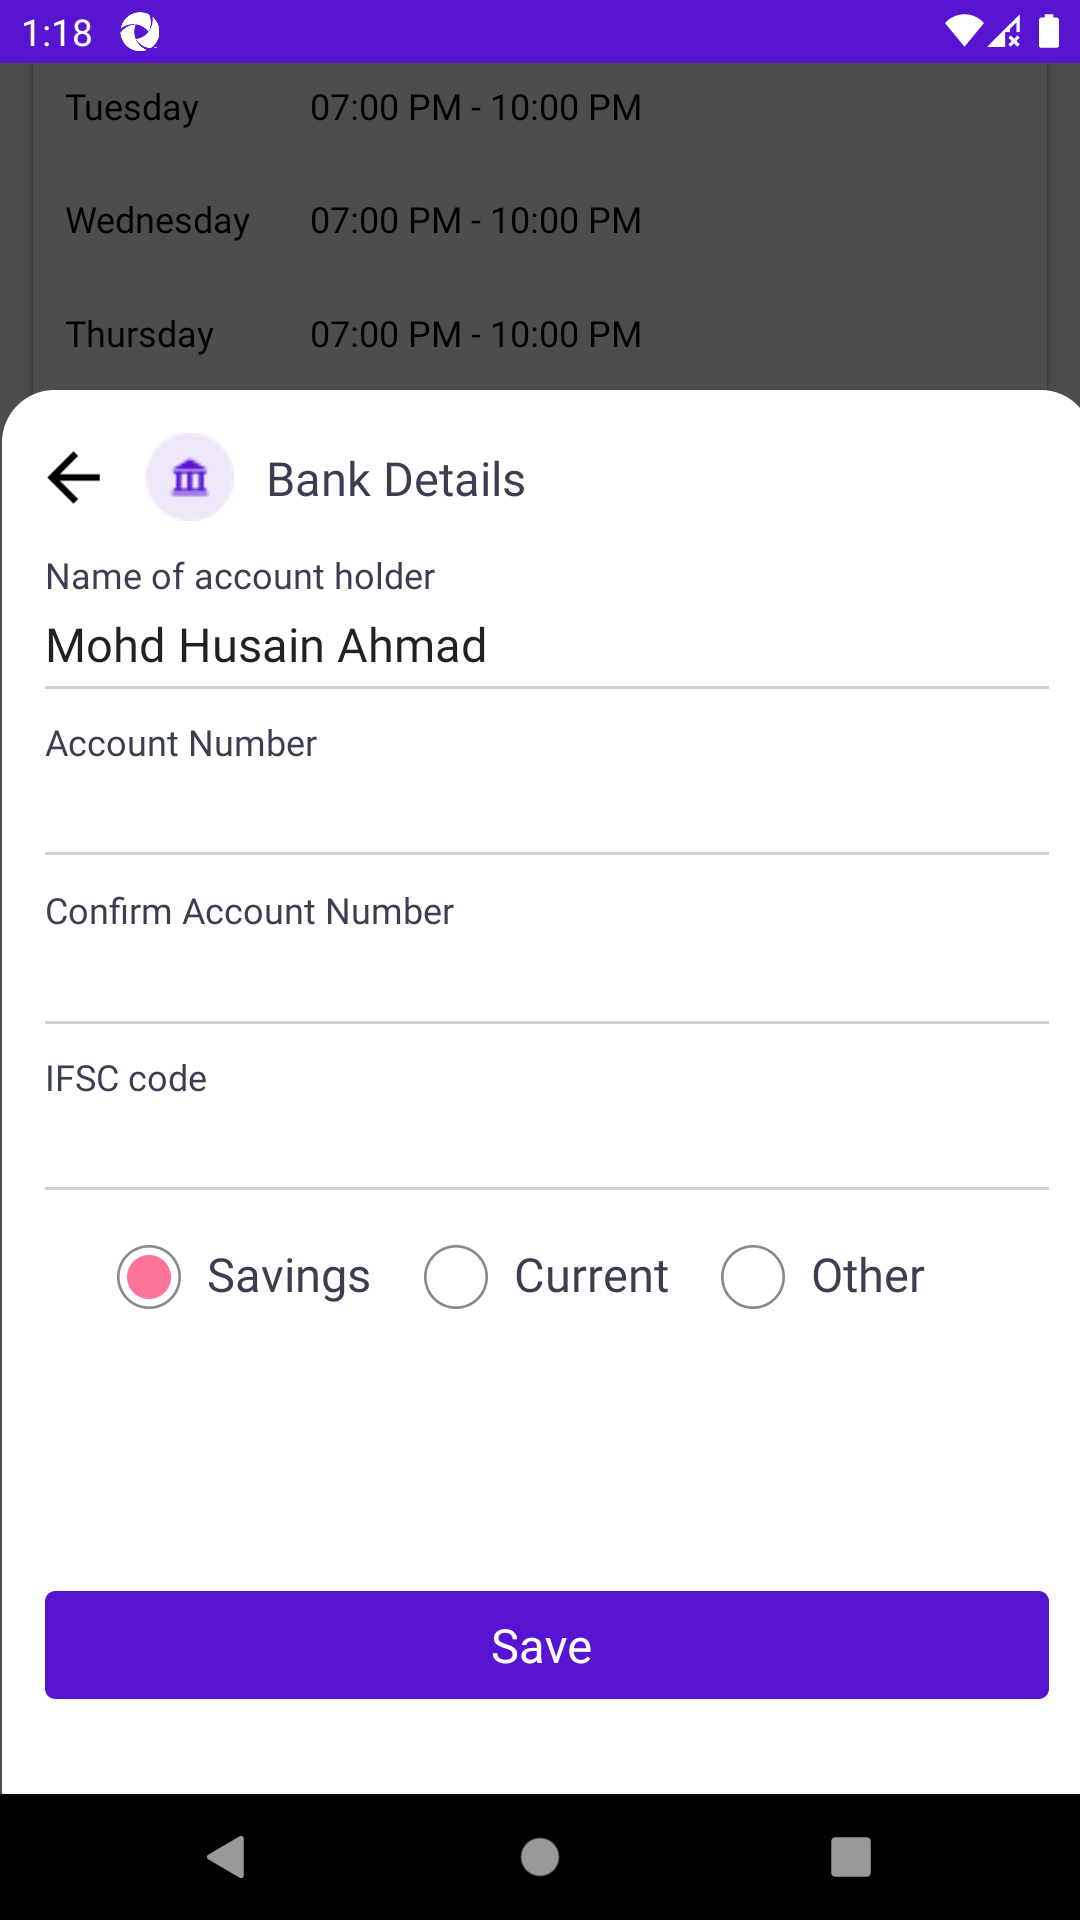 1:18
Tuesday 07:00 PM - 10:00 PM
Wednesday 07:00 PM - 10:00 PM
Thursday 07:00 PM - 10:00 PM
Bank Details
Name of account holder
Mohd Husain Ahmad
Account Number
Confirm Account Number
IFSC code
Savings Current Other
Save